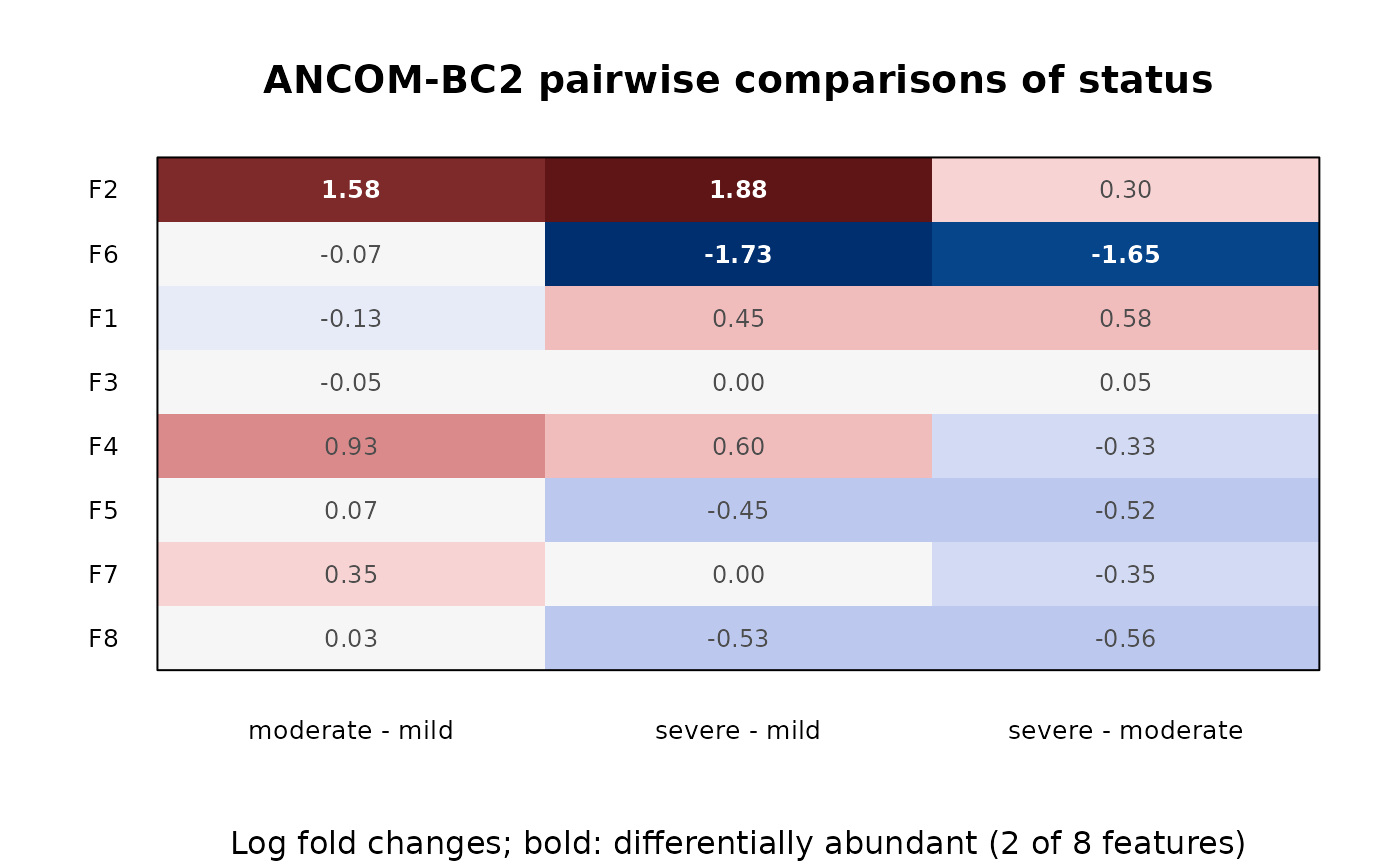 ANCOM-BC2 pairwise comparisons of status
F2 1.58 1.88 0.30
F6 -0.07 -1.73 -1.65
F1 -0.13 0.45 0.58
F3 -0.05 0.00 0.05
F4 0.93 0.60 -0.33
F5 0.07 -0.45 -0.52
F7 0.35 0.00 -0.35
F8 0.03 -0.53 -0.56
moderate - mild severe - mild severe - moderate
Log fold changes; bold: differentially abundant (2 of 8 features)